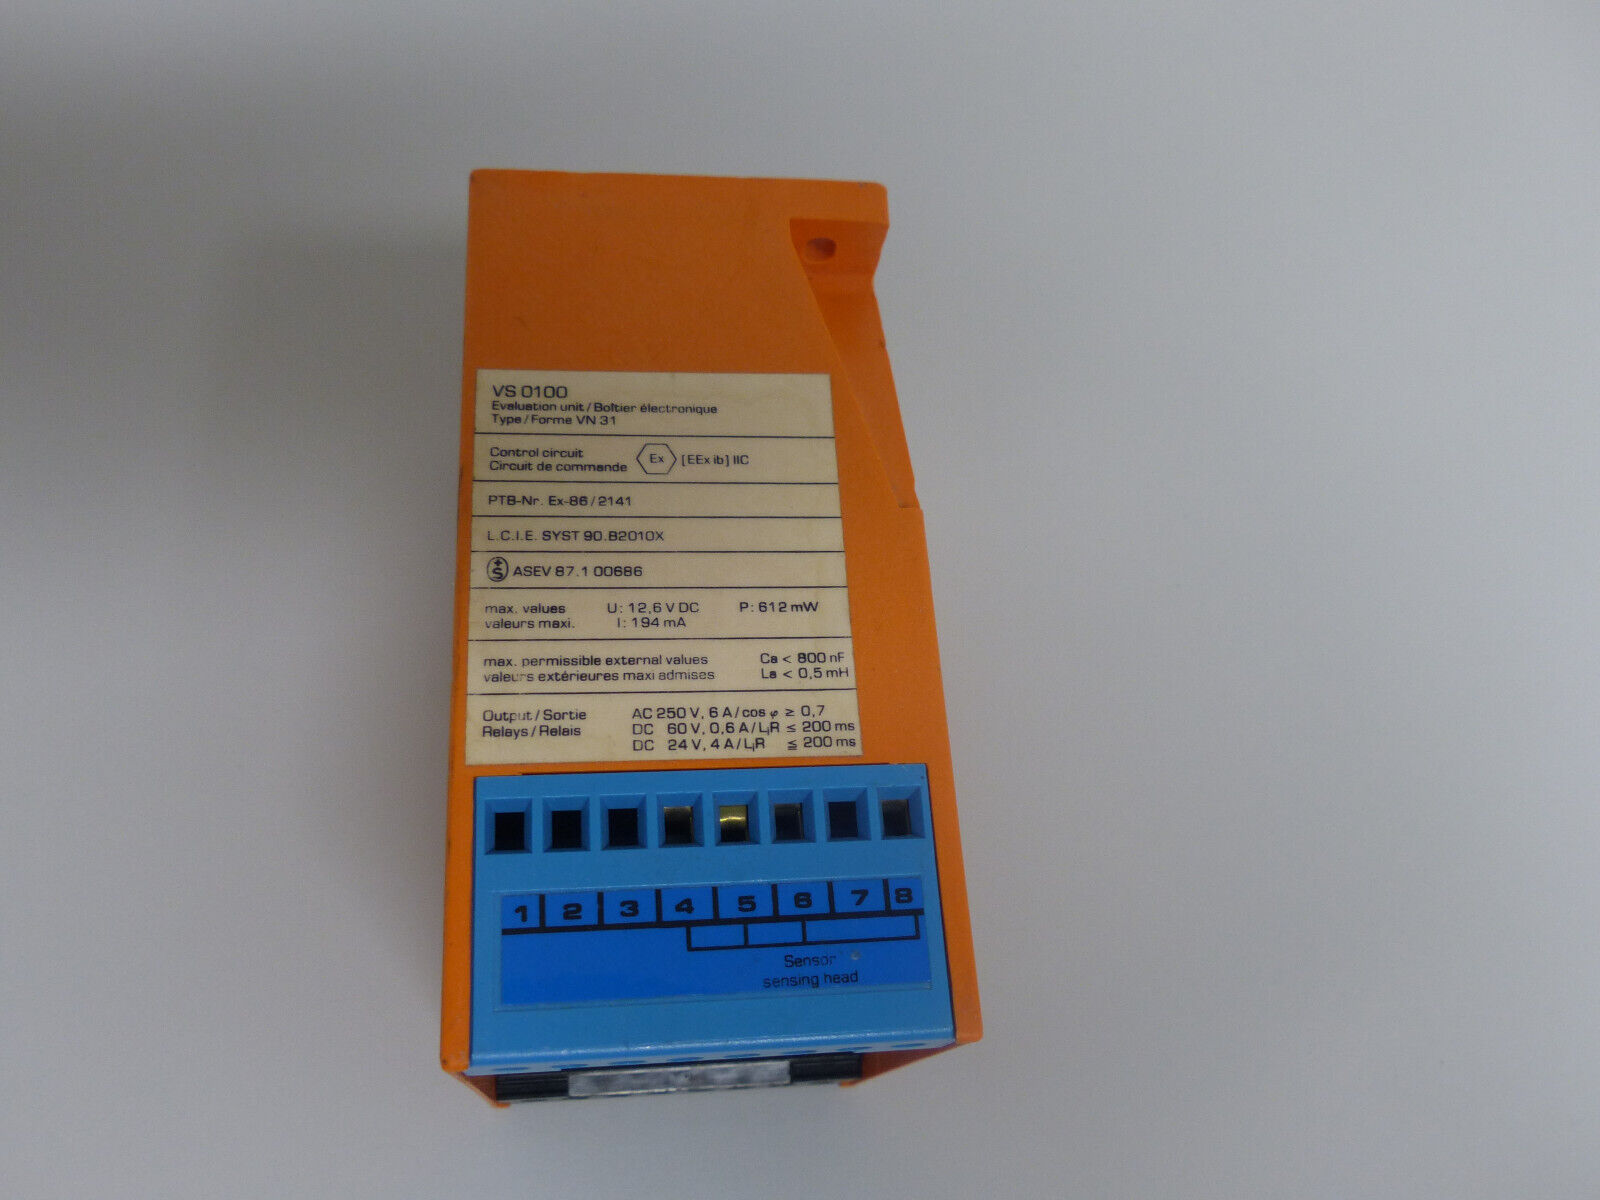 VS 0100
Evaluation unit / Boîtier électronique
Type / Forme VN 31
Control circuit
Circuit de commande
Ex [EEx ib] IIC
PTB-Nr. Ex-86 / 2141
L.C.I.E. SYST 90.B2010X
+S ASEV 87.1 00686
max. values U: 12,6 V DC P: 612 mW
valeurs maxi. I: 194 mA
max. permissible external values Ca < 800 nF
valeurs extérieures maxi admises La < 0,5 mH
Output / Sortie AC 250 V, 6 A / cos φ ≥ 0,7
Relays / Relais DC 60 V, 0,6 A / L/R ≤ 200 ms
DC 24 V, 4 A / L/R ≤ 200 ms
1 2 3 4 5 6 7 8
Sensor
sensing head